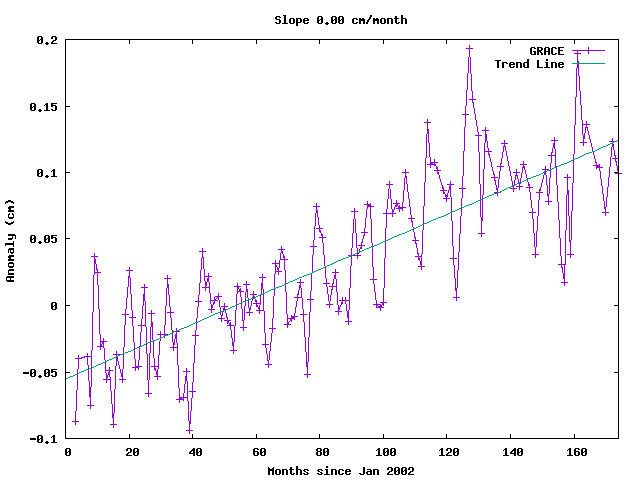 Slope 0.00 cm/month
GRACE
Trend Line
Anomaly (cm)
0.2
0.15
0.1
0.05
0
-0.05
-0.1
0 20 40 60 80 100 120 140 160
Months since Jan 2002